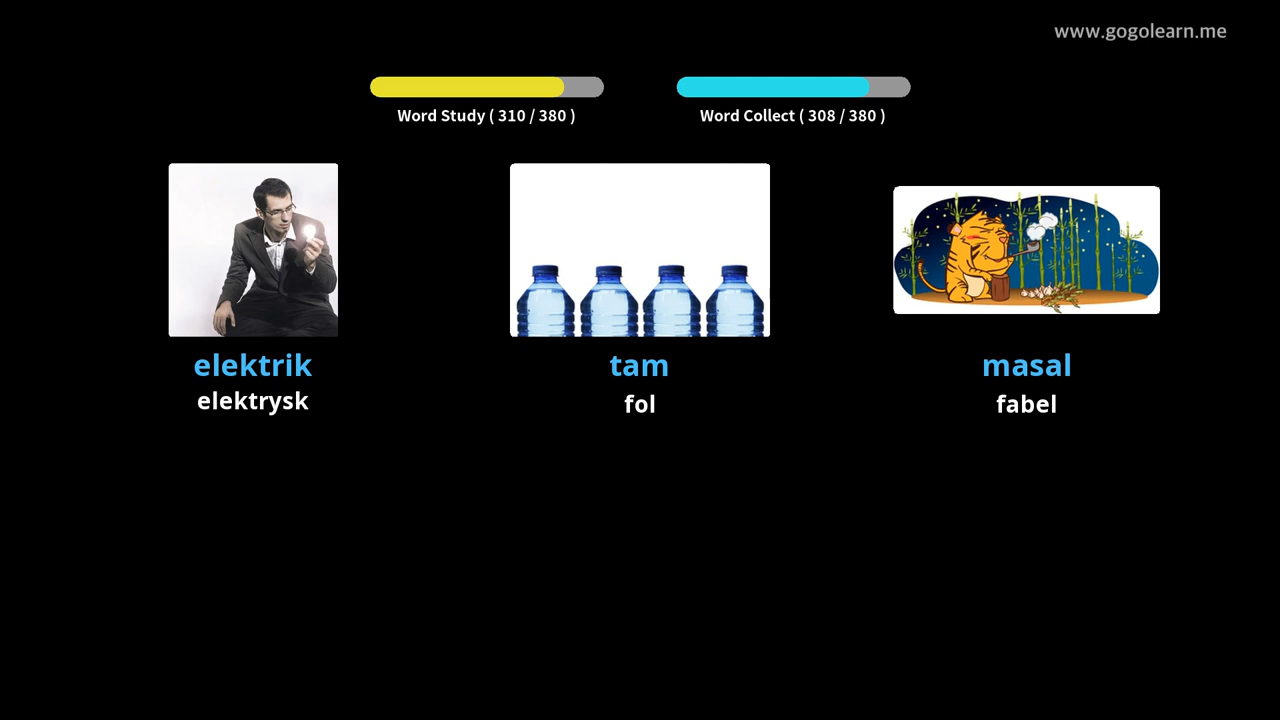 www.gogolearn.me
Word Study ( 310 / 380 )
Word Collect ( 308 / 380 )
elektrik
elektrysk
tam
fol
masal
fabel